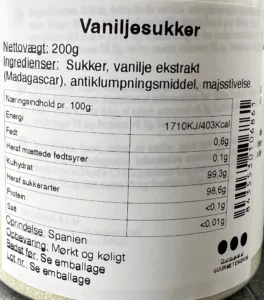 Vaniljesukker
Nettovægt: 200g
Ingredienser: Sukker, vanilje ekstrakt
(Madagascar), antiklumpningsmiddel, majsstivelse
Næringsindhold pr. 100g:
Energi 1710KJ/403Kcal
Fedt 0,6g
Heraf mættede fedtsyrer 0,1g
Kulhydrat 99,3g
Heraf sukkerarter 98,6g
Protein <0.1g
Salt <0,01g
Oprindelse: Spanien
Opbevaring: Mørkt og køligt
Bedst før: Se emballage
Lot nr.: Se emballage